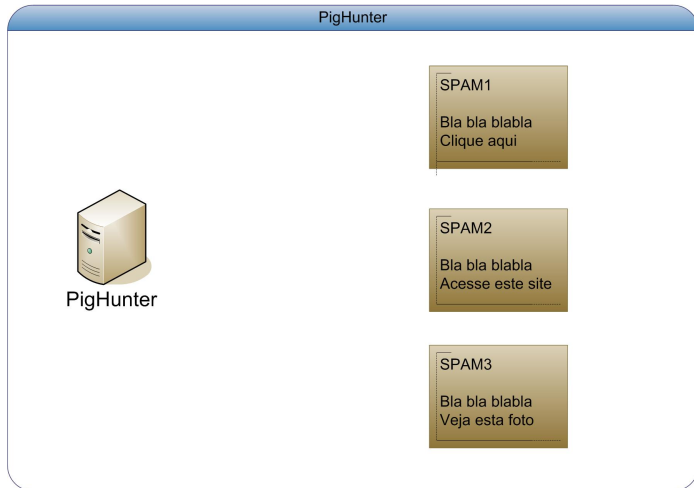 PigHunter
SPAM1
Bla bla blabla
Clique aqui
SPAM2
Bla bla blabla
Acesse este site
PigHunter
SPAM3
Bla bla blabla
Veja esta foto